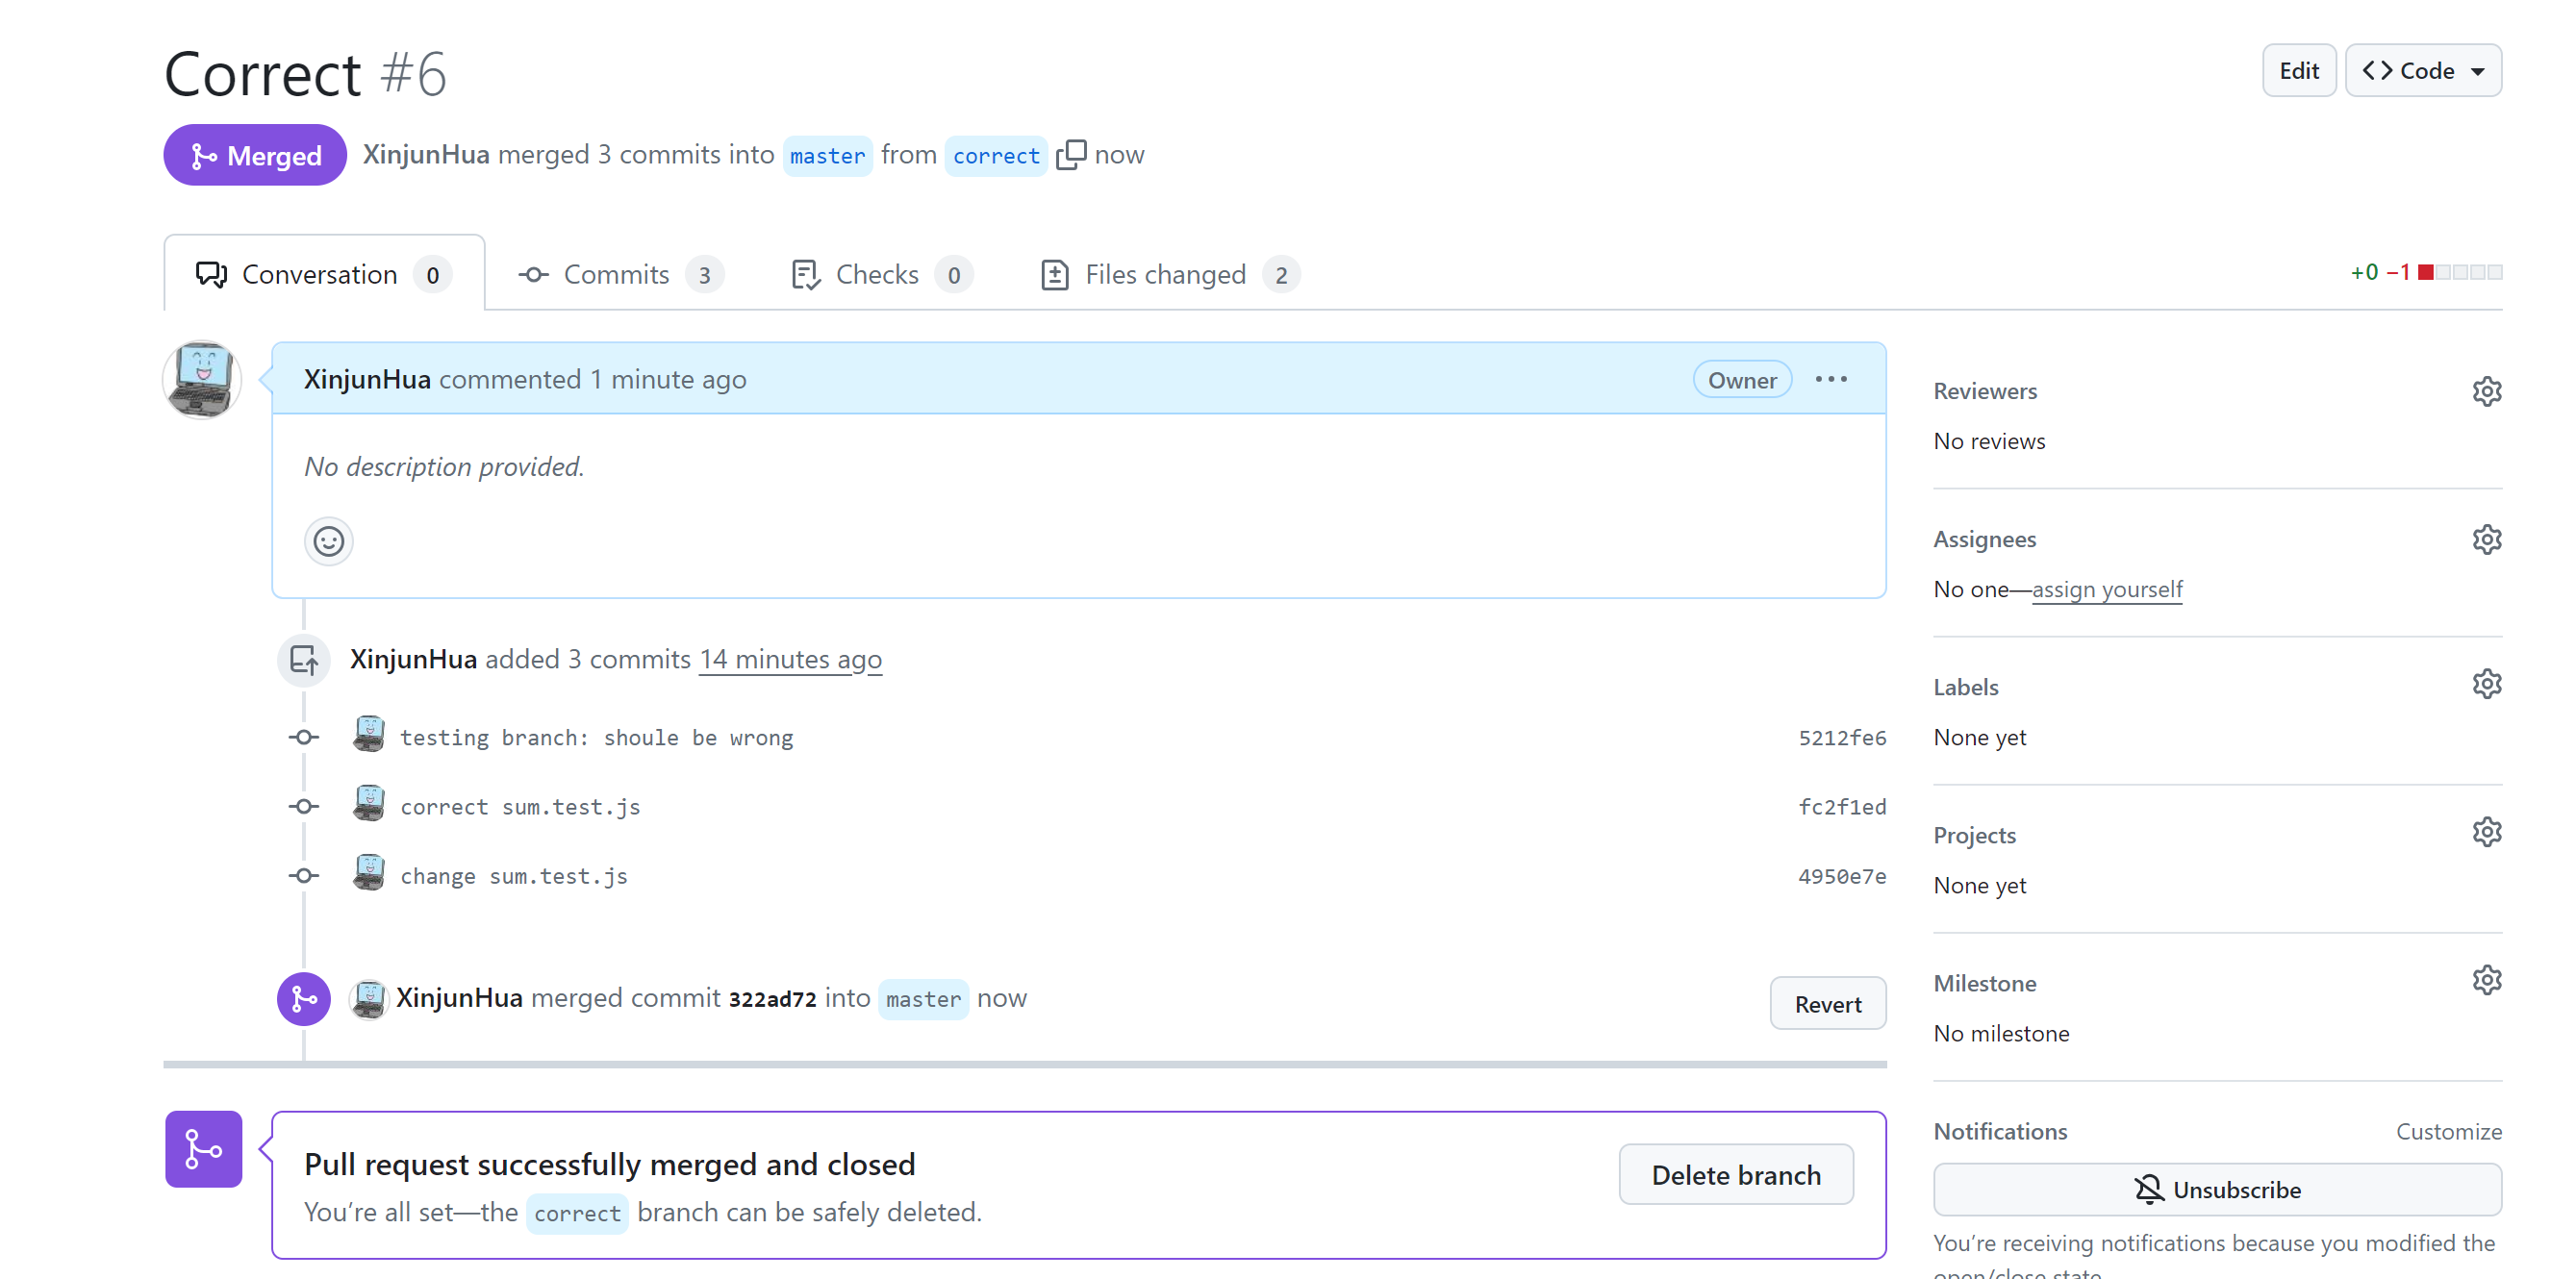 Correct #6
Edit
Code
Merged
XinjunHua merged 3 commits into master from correct now
Conversation 0
Commits 3
Checks 0
Files changed 2
+0 −1
XinjunHua commented 1 minute ago
Owner
No description provided.
XinjunHua added 3 commits 14 minutes ago
testing branch: shoule be wrong
5212fe6
correct sum.test.js
fc2f1ed
change sum.test.js
4950e7e
XinjunHua merged commit 322ad72 into master now
Revert
Pull request successfully merged and closed
You’re all set—the correct branch can be safely deleted.
Delete branch
Reviewers
No reviews
Assignees
No one—assign yourself
Labels
None yet
Projects
None yet
Milestone
No milestone
Notifications
Customize
Unsubscribe
You’re receiving notifications because you modified the
open/close state